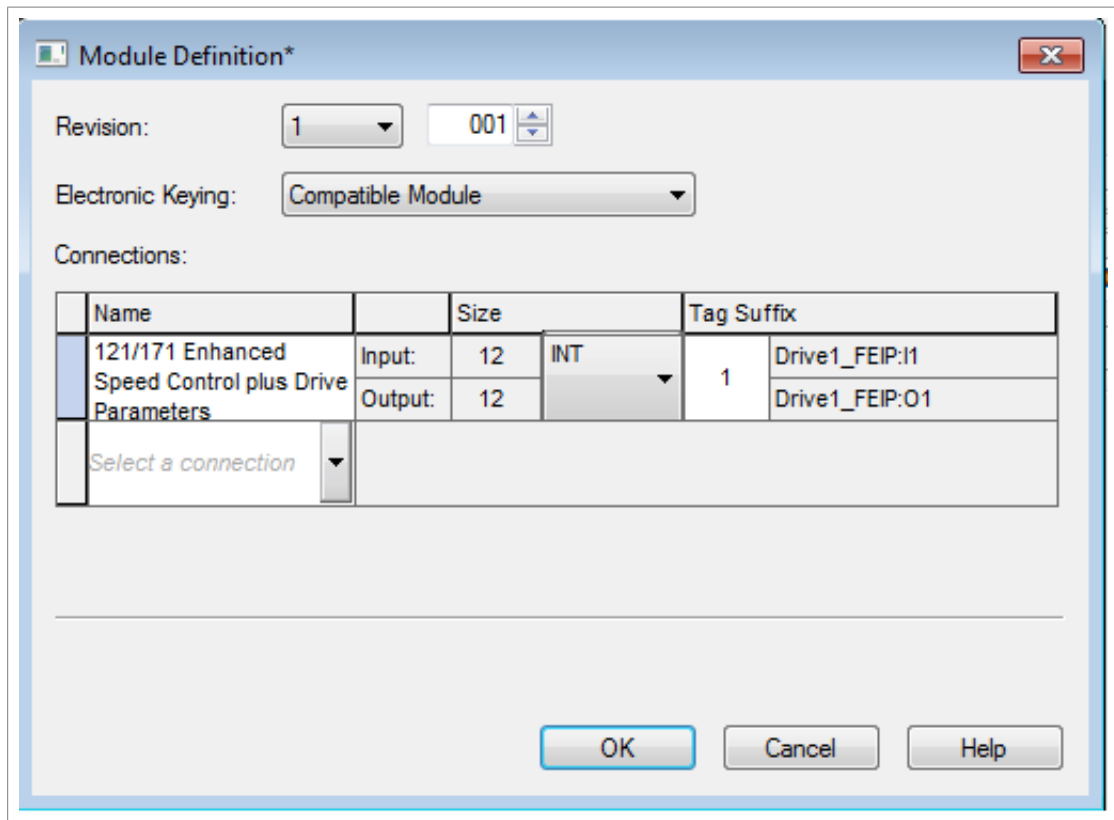 Module Definition*
Revision: 1 001
Electronic Keying: Compatible Module
Connections:
Name Size Tag Suffix
121/171 Enhanced
Speed Control plus Drive
Parameters
Input: 12 INT 1 Drive1_FEIP:I1
Output: 12 Drive1_FEIP:O1
Select a connection
OK Cancel Help